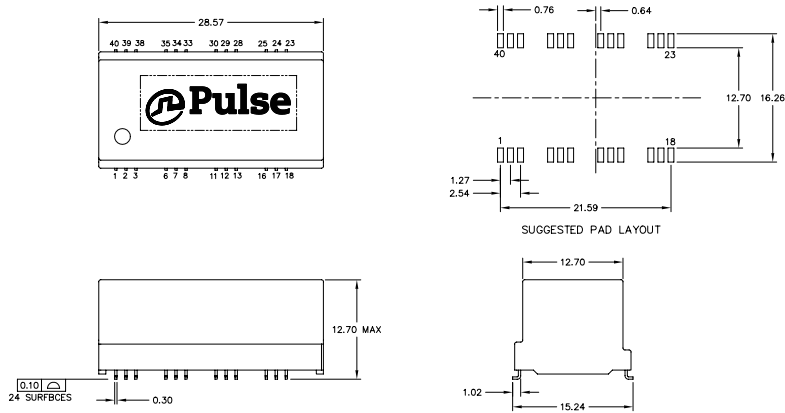 28.57
40 39 38 35 34 33 30 29 28 25 24 23
Pulse
1 2 3 6 7 8 11 12 13 16 17 18
0.76 0.64
40 23
12.70 16.26
1 18
1.27
2.54
21.59
SUGGESTED PAD LAYOUT
12.70 MAX
0.10
24 SURFBCES
0.30
12.70
1.02
15.24